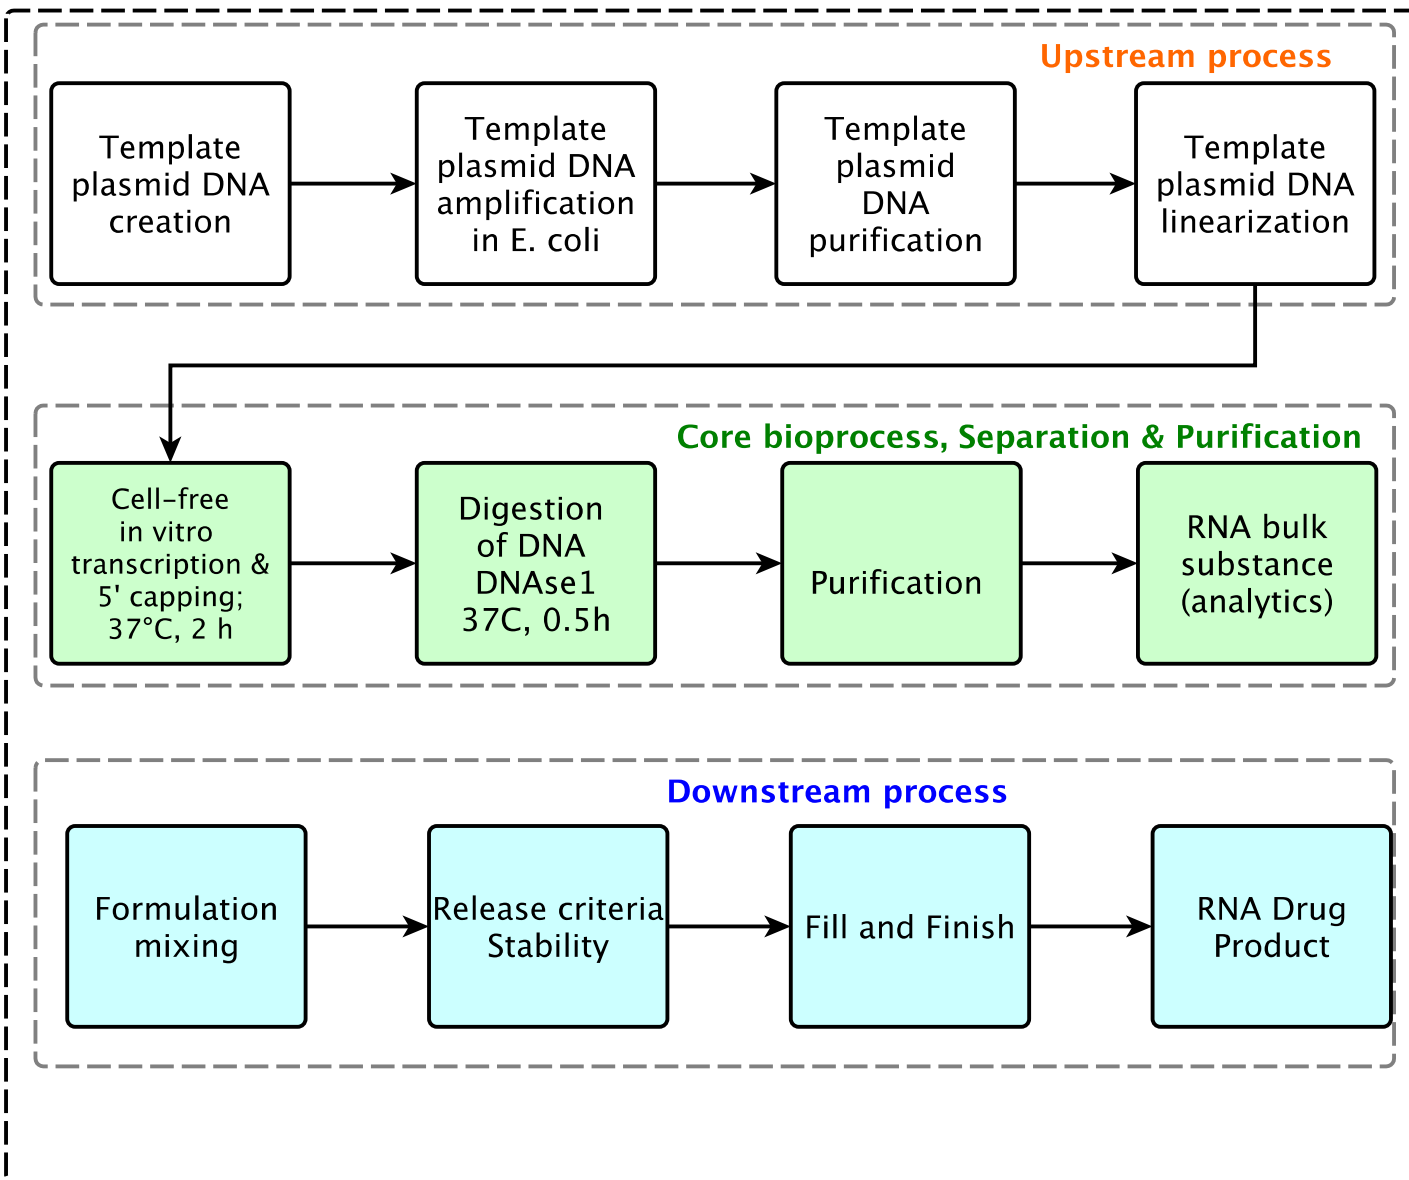 Upstream process
Template
plasmid DNA
creation
Template
plasmid DNA
amplification
in E. coli
Template
plasmid
DNA
purification
Template
plasmid DNA
linearization
Core bioprocess, Separation & Purification
Cell-free
in vitro
transcription &
5' capping;
37°C, 2 h
Digestion
of DNA
DNAse1
37C, 0.5h
Purification
RNA bulk
substance
(analytics)
Downstream process
Formulation
mixing
Release criteria
Stability
Fill and Finish
RNA Drug
Product